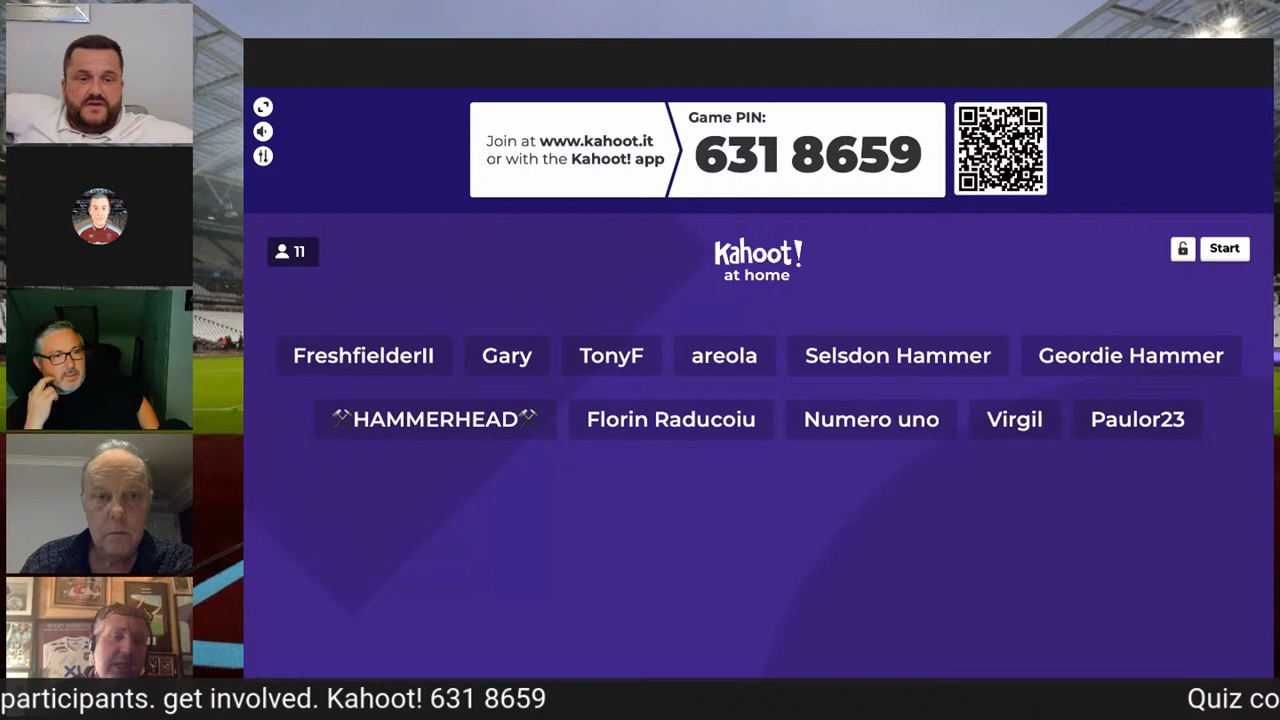 Join at www.kahoot.it
or with the Kahoot! app
Game PIN:
631 8659
11
Kahoot!
at home
Start
FreshfielderII Gary TonyF areola Selsdon Hammer Geordie Hammer
⚒HAMMERHEAD⚒ Florin Raducoiu Numero uno Virgil Paulor23
participants. get involved. Kahoot! 631 8659 Quiz co